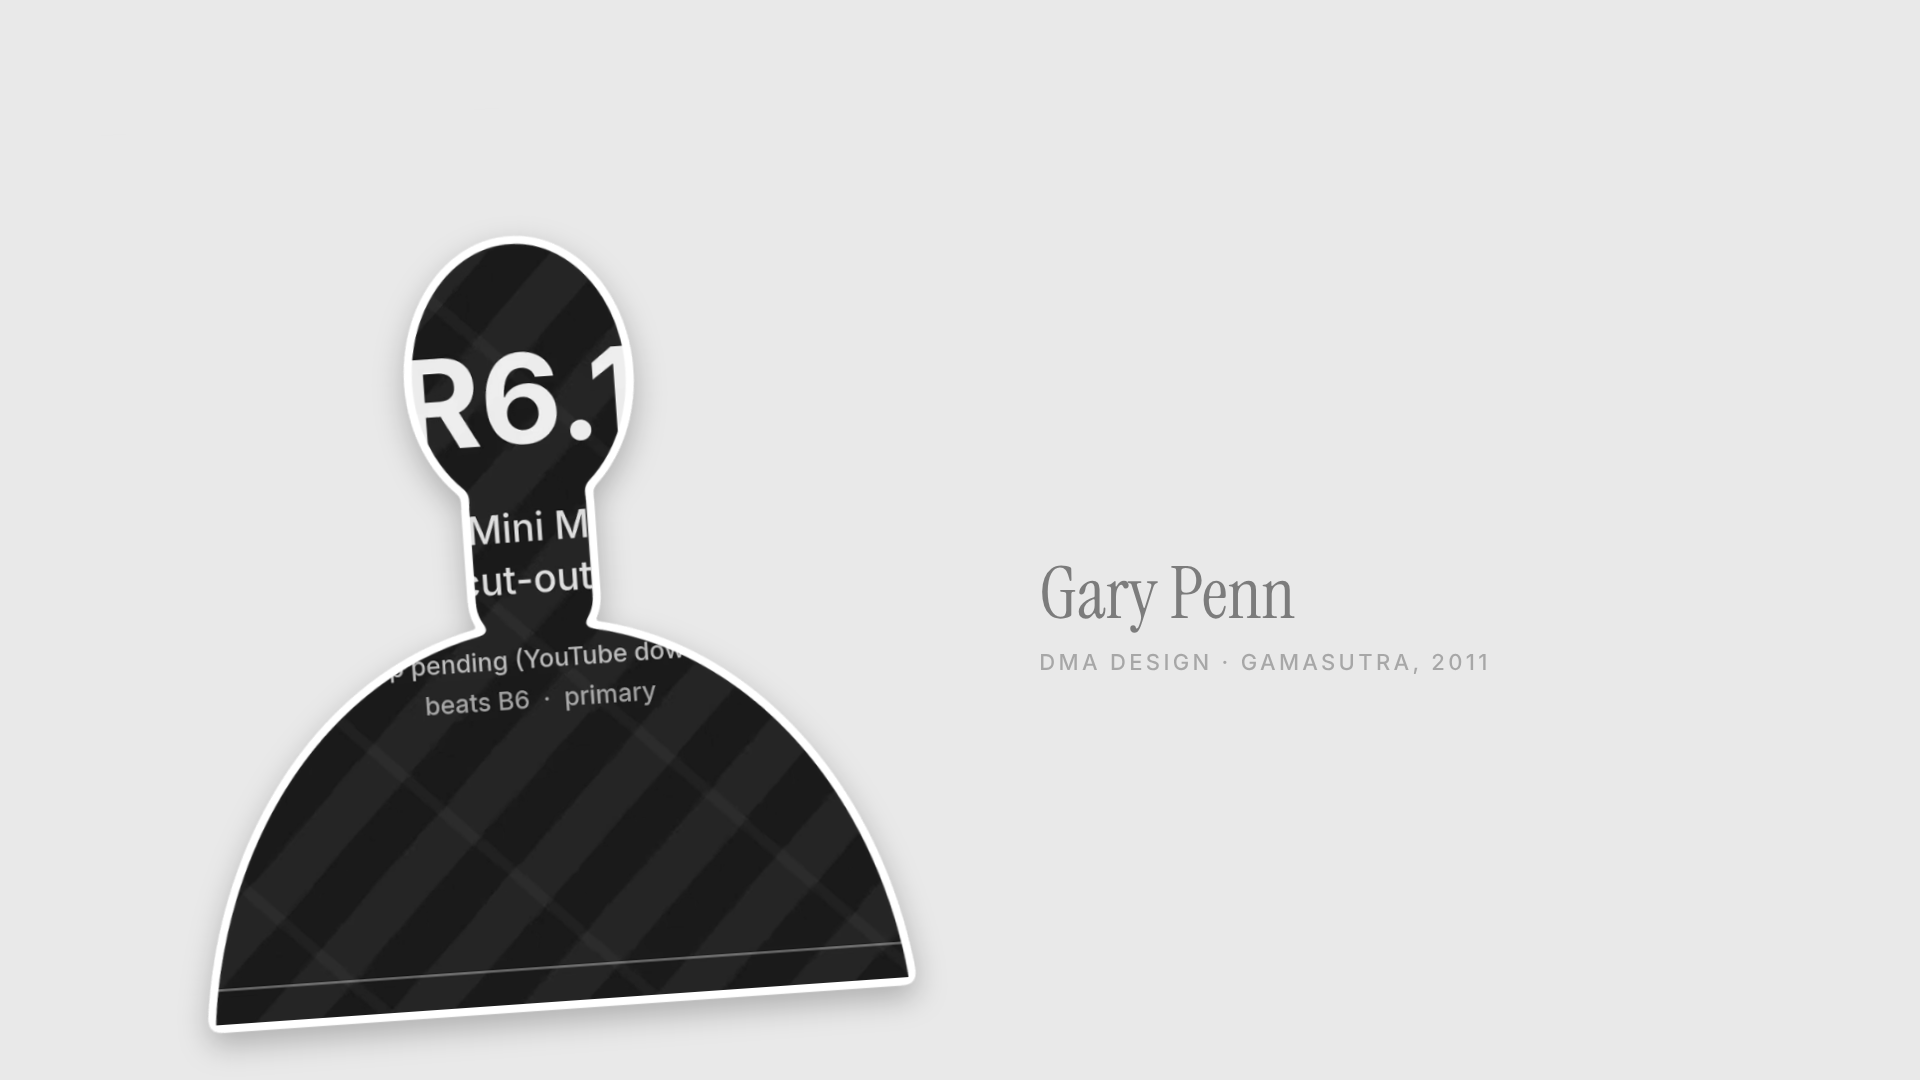 R6.1
Mini M
cut-out
pending (YouTube dow
beats B6 · primary
Gary Penn
DMA DESIGN · GAMASUTRA, 2011